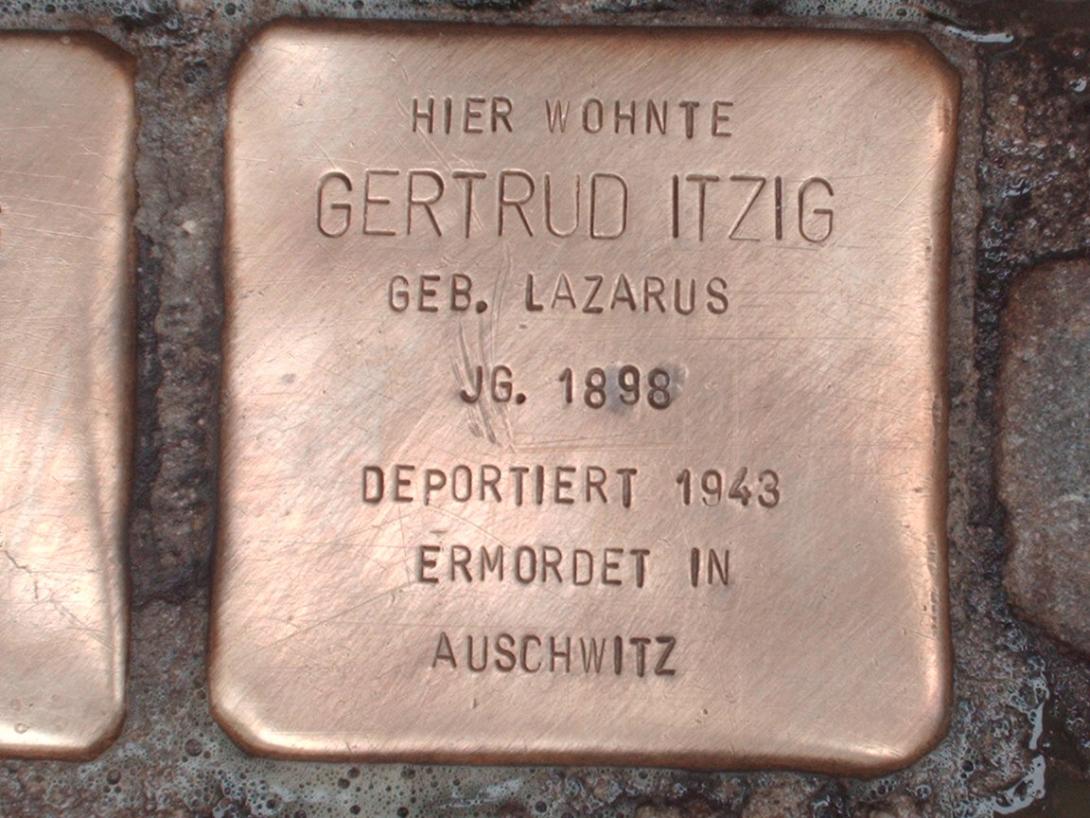 HIER WOHNTE
GERTRUD ITZIG
GEB. LAZARUS
JG. 1898
DEPORTIERT 1943
ERMORDET IN
AUSCHWITZ